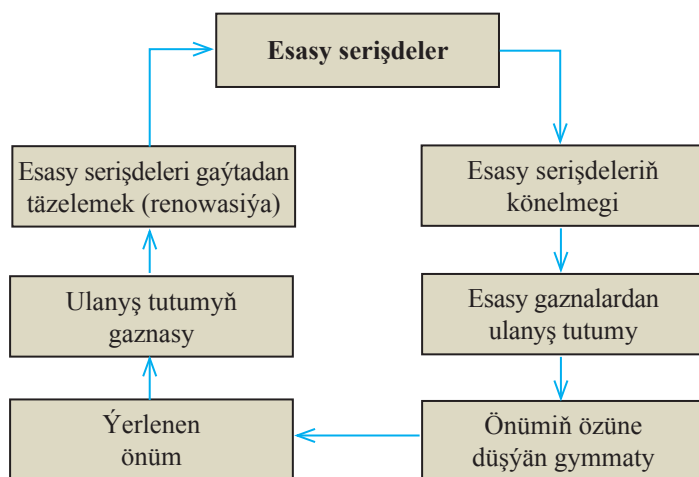 Esasy serişdeler
Esasy serişdeleriň
könelmegi
Esasy gaznalardan
ulanyş tutumy
Önümiň özüne
düşýän gymmaty
Ýerlenen
önüm
Ulanyş tutumyň
gaznasy
Esasy serişdeleri gaýtadan
täzelemek (renowasiýa)